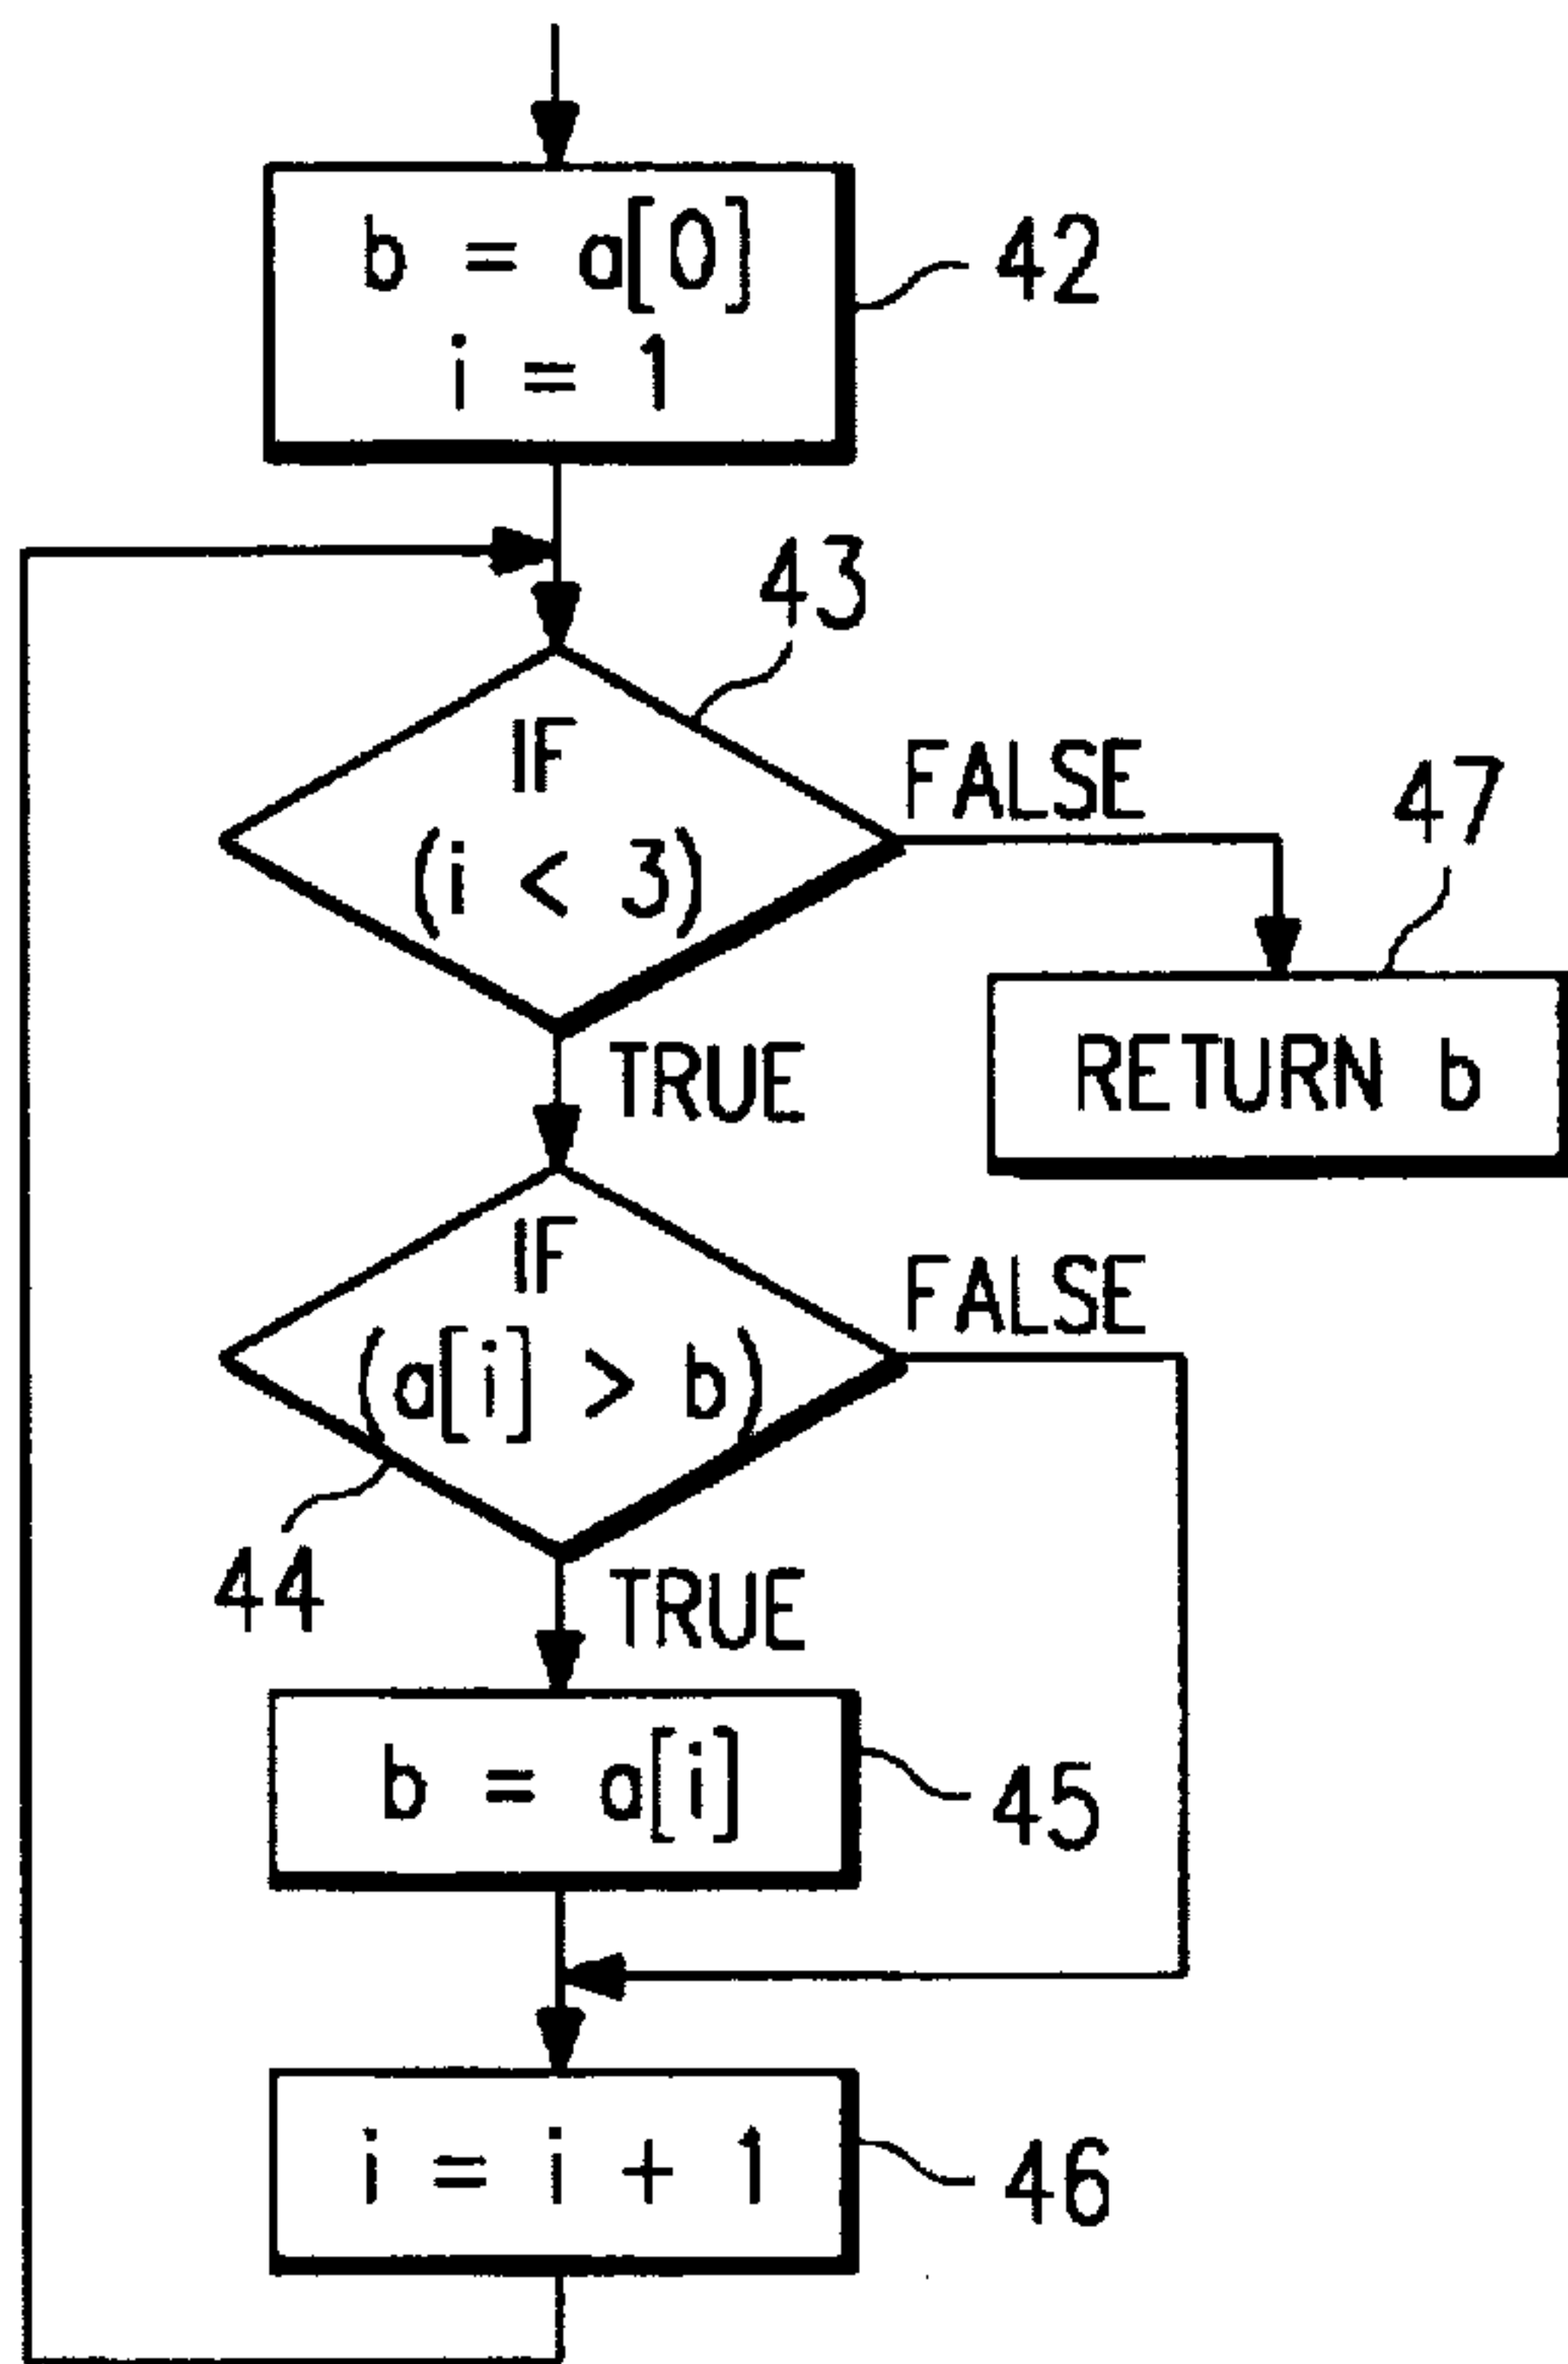 b = a[0]
i = 1
42
43
IF
(i < 3)
FALSE
47
RETURN b
TRUE
IF
(a[i] > b)
FALSE
44
TRUE
b = a[i]
45
i = i + 1
46